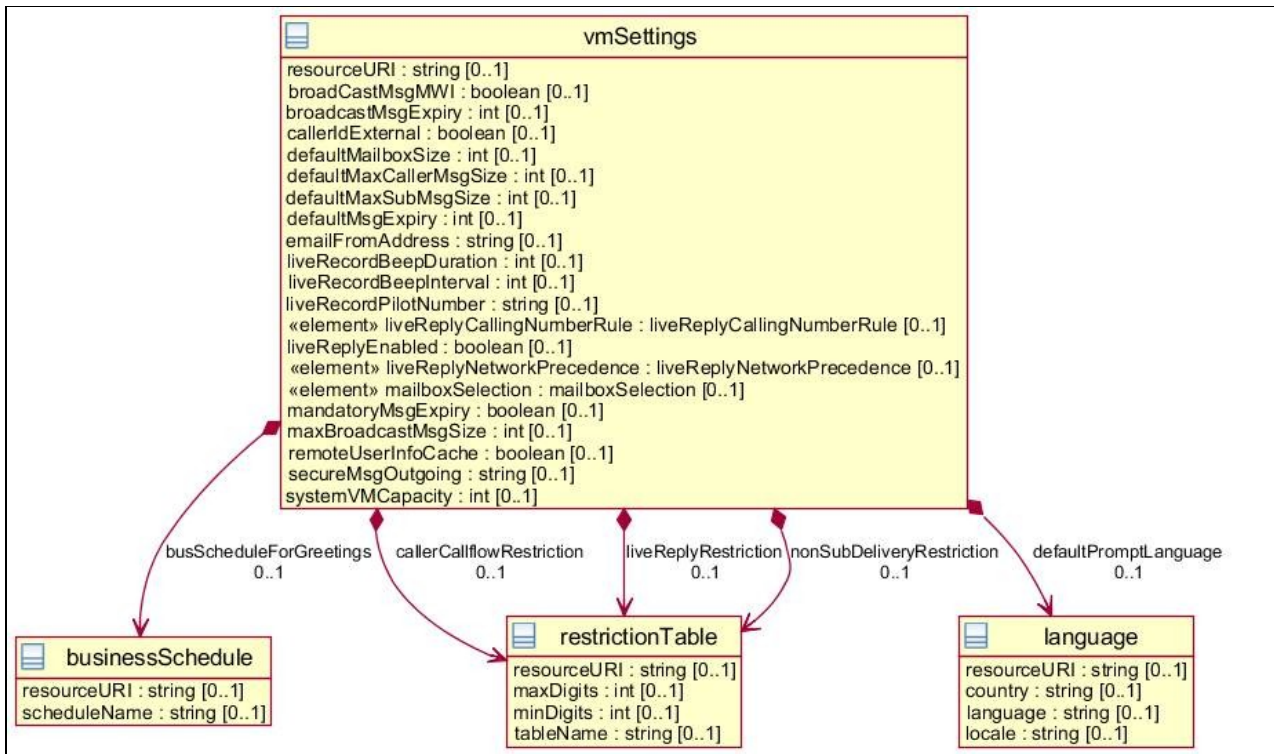 vmSettings
resourceURI : string [0..1]
broadCastMsgMWI : boolean [0..1]
broadcastMsgExpiry : int [0..1]
callerIdExternal : boolean [0..1]
defaultMailboxSize : int [0..1]
defaultMaxCallerMsgSize : int [0..1]
defaultMaxSubMsgSize : int [0..1]
defaultMsgExpiry : int [0..1]
emailFromAddress : string [0..1]
liveRecordBeepDuration : int [0..1]
liveRecordBeepInterval : int [0..1]
liveRecordPilotNumber : string [0..1]
«element» liveReplyCallingNumberRule : liveReplyCallingNumberRule [0..1]
liveReplyEnabled : boolean [0..1]
«element» liveReplyNetworkPrecedence : liveReplyNetworkPrecedence [0..1]
«element» mailboxSelection : mailboxSelection [0..1]
mandatoryMsgExpiry : boolean [0..1]
maxBroadcastMsgSize : int [0..1]
remoteUserInfoCache : boolean [0..1]
secureMsgOutgoing : string [0..1]
systemVMCapacity : int [0..1]
busScheduleForGreetings
0..1
callerCallflowRestriction
0..1
liveReplyRestriction
0..1
nonSubDeliveryRestriction
0..1
defaultPromptLanguage
0..1
businessSchedule
resourceURI : string [0..1]
scheduleName : string [0..1]
restrictionTable
resourceURI : string [0..1]
maxDigits : int [0..1]
minDigits : int [0..1]
tableName : string [0..1]
language
resourceURI : string [0..1]
country : string [0..1]
language : string [0..1]
locale : string [0..1]